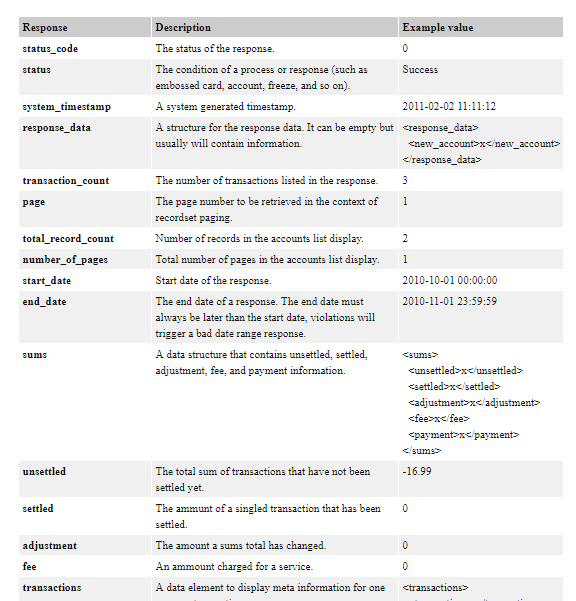 Response Description Example value
status_code The status of the response. 0
status The condition of a process or response (such as Success
embossed card, account, freeze, and so on).
system_timestamp A system generated timestamp. 2011-02-02 11:11:12
response_data A structure for the response data. It can be empty but <response_data>
usually will contain information. <new_account>x</new_account>
</response_data>
transaction_count The number of transactions listed in the response. 3
page The page number to be retrieved in the context of 1
recordset paging.
total_record_count Number of records in the accounts list display. 2
number_of_pages Total number of pages in the accounts list display. 1
start_date Start date of the response. 2010-10-01 00:00:00
end_date The end date of a response. The end date must 2010-11-01 23:59:59
always be later than the start date, violations will
trigger a bad date range response.
sums A data structure that contains unsettled, settled, <sums>
adjustment, fee, and payment information. <unsettled>x</unsettled>
<settled>x</settled>
<adjustment>x</adjustment>
<fee>x</fee>
<payment>x</payment>
</sums>
unsettled The total sum of transactions that have not been -16.99
settled yet.
settled The ammunt of a singled transaction that has been 0
settled.
adjustment The amount a sums total has changed. 0
fee An ammount charged for a service. 0
transactions A data element to display meta information for one <transactions>